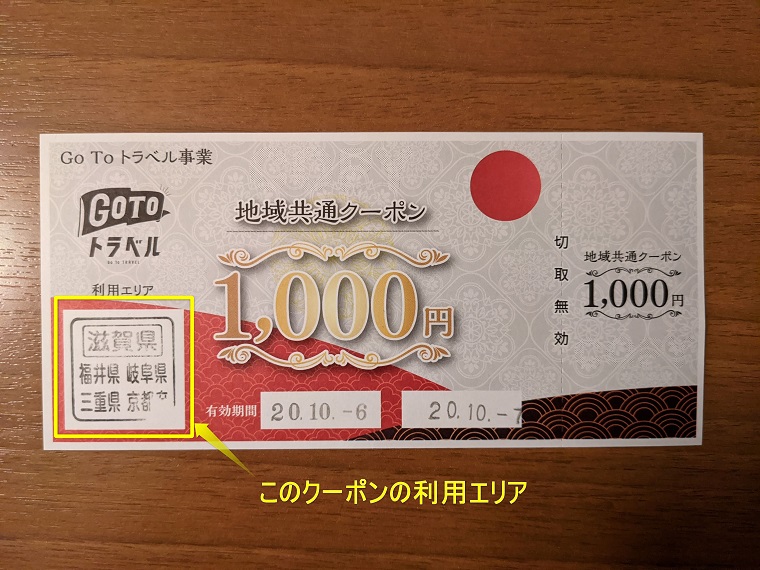 Go To トラベル事業
GOTO
トラベル
Go To TRAVEL
利用エリア
滋賀県
福井県 岐阜県
三重県 京都府
地域共通クーポン
1,000円
有効期間 20.10.-6 20.10.-7
切取無効
地域共通クーポン
1,000円
このクーポンの利用エリア